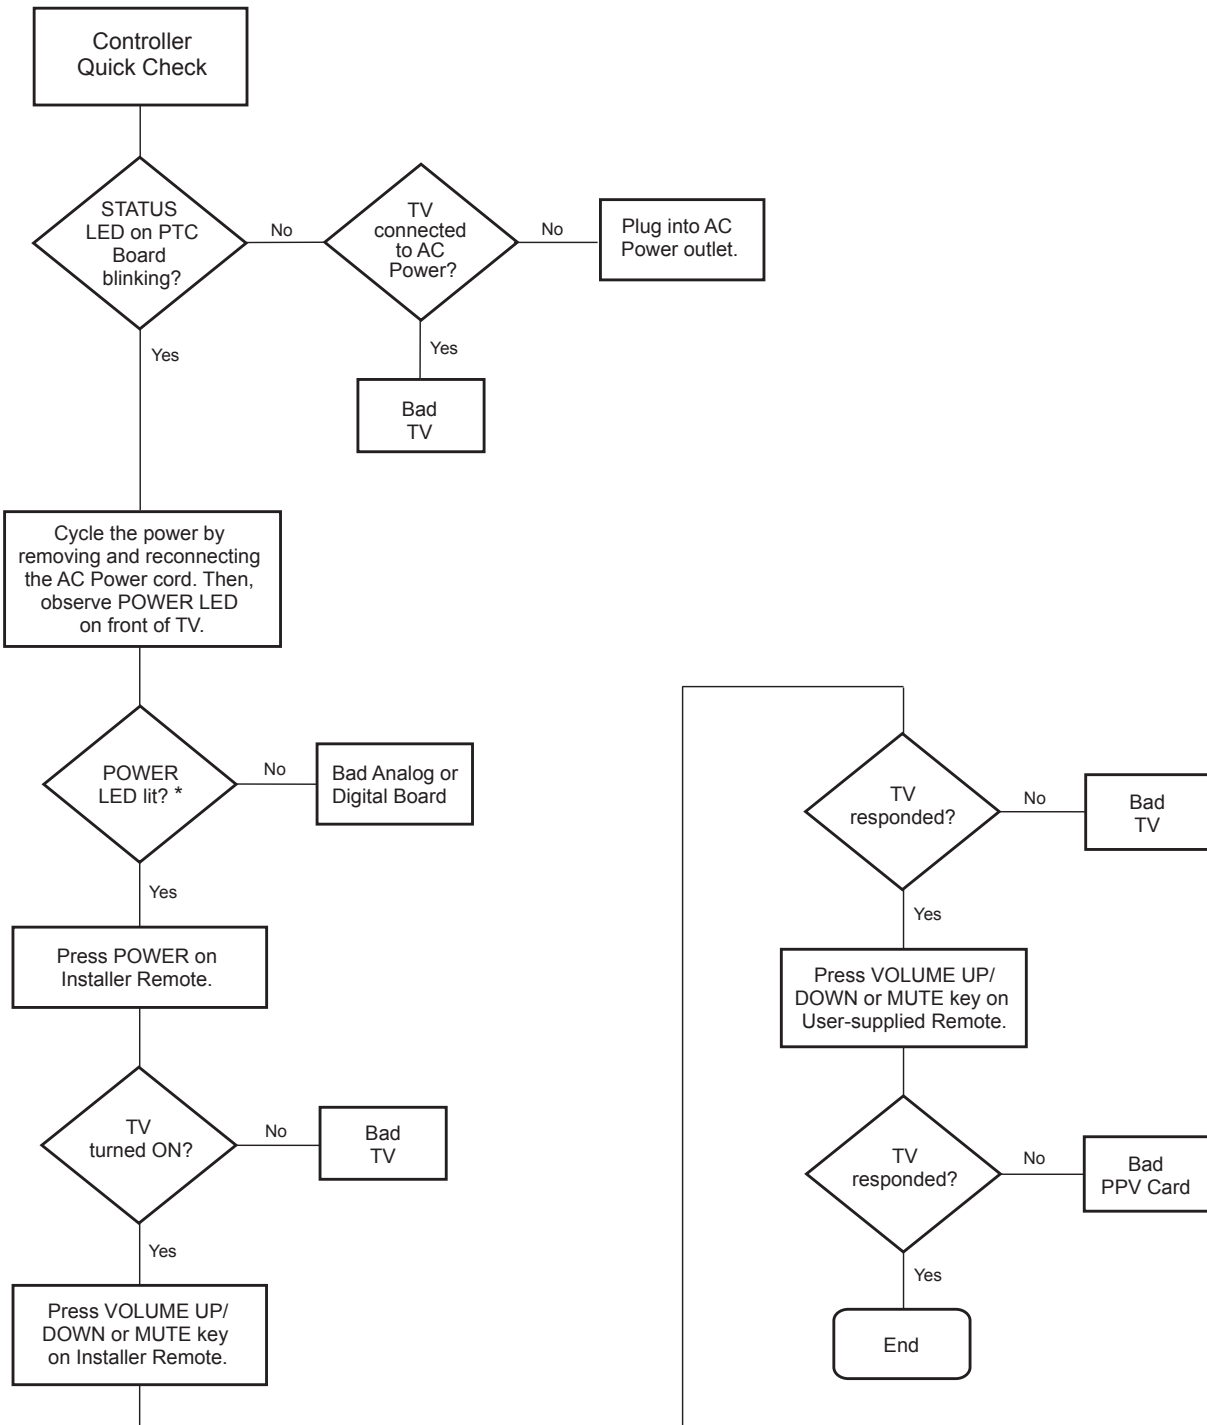 Controller
Quick Check
STATUS
LED on PTC
Board
blinking?
No
TV
connected
to AC
Power?
No
Plug into AC
Power outlet.
Yes
Yes
Bad
TV
Cycle the power by
removing and reconnecting
the AC Power cord. Then,
observe POWER LED
on front of TV.
POWER
LED lit? *
No
Bad Analog or
Digital Board
Yes
Press POWER on
Installer Remote.
TV
turned ON?
No
Bad
TV
Yes
Press VOLUME UP/
DOWN or MUTE key
on Installer Remote.
TV
responded?
No
Bad
TV
Yes
Press VOLUME UP/
DOWN or MUTE key on
User-supplied Remote.
TV
responded?
No
Bad
PPV Card
Yes
End